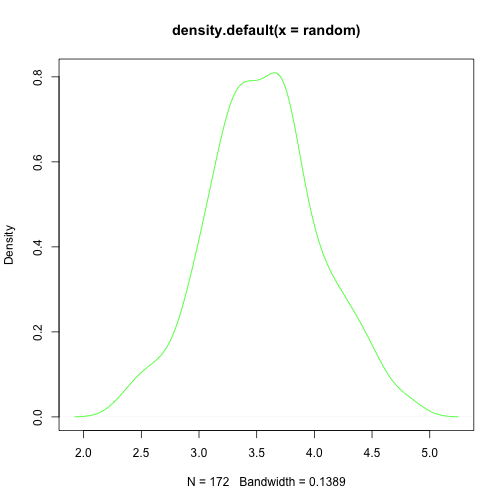 density.default(x = random)
Density
0.0
0.2
0.4
0.6
0.8
2.0 2.5 3.0 3.5 4.0 4.5 5.0
N = 172 Bandwidth = 0.1389